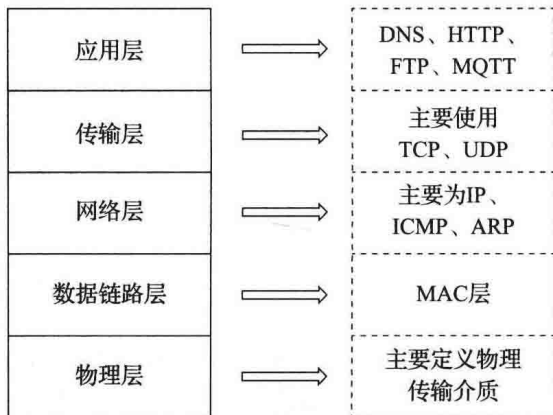 应用层
DNS、HTTP、
FTP、MQTT
传输层
主要使用
TCP、UDP
网络层
主要为IP、
ICMP、ARP
数据链路层
MAC层
物理层
主要定义物理
传输介质